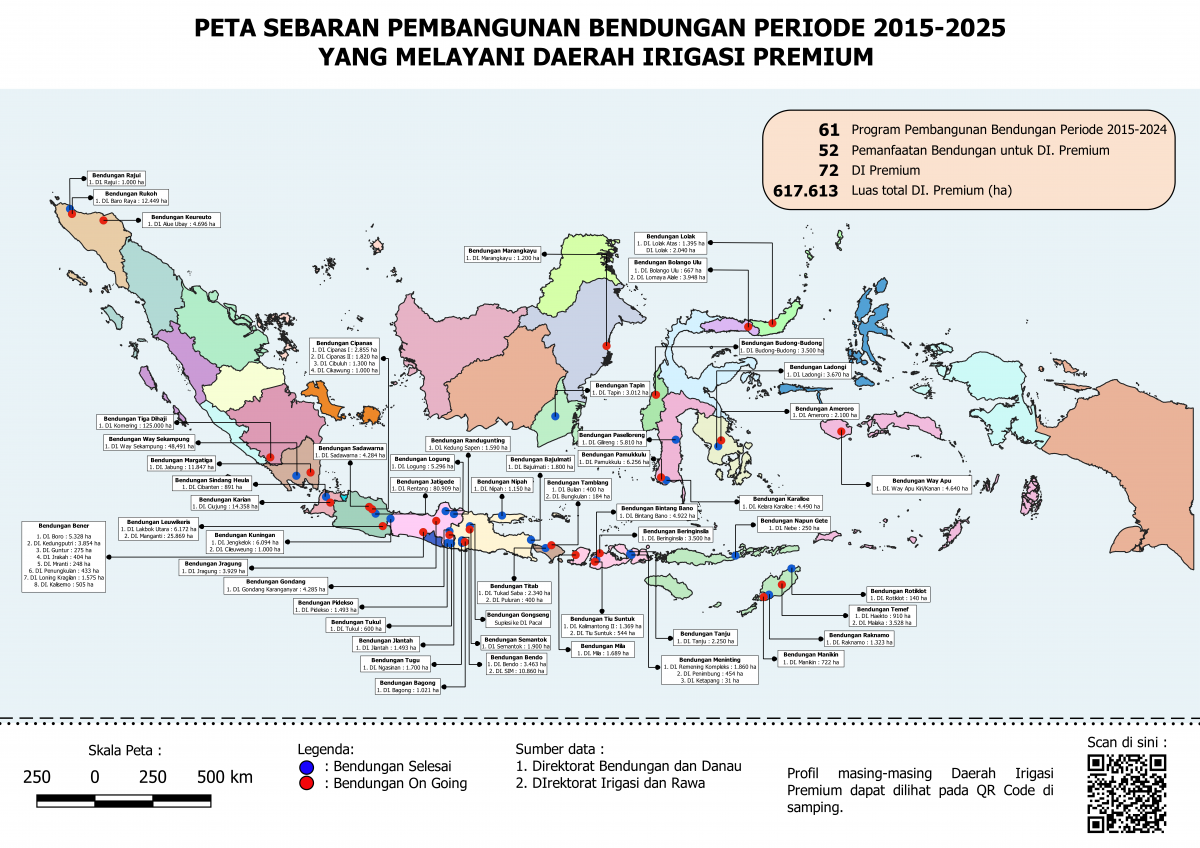 PETA SEBARAN PEMBANGUNAN BENDUNGAN PERIODE 2015-2025
YANG MELAYANI DAERAH IRIGASI PREMIUM
61 Program Pembangunan Bendungan Periode 2015-2024
52 Pemanfaatan Bendungan untuk DI. Premium
72 DI Premium
617.613 Luas total DI. Premium (ha)
Bendungan Rajui
1. DI Rajui : 1.000 ha
Bendungan Rukoh
1. DI Baro Raya : 12.449 ha
Bendungan Keureuto
1. DI Alue Ubay : 4.696 ha
Bendungan Marangkayu
1. DI Marangkayu : 1.200 ha
Bendungan Lolak
1. DI Lolak Atas : 1.395 ha
DI Lolak : 2.040 ha
Bendungan Bolango Ulu
1. DI Bolango Ulu : 667 ha
2. DI Lomaya Alale : 3.948 ha
Bendungan Cipanas
1. DI Cipanas I : 2.855 ha
2. DI Cipanas II : 1.820 ha
3. DI Cibuluh : 1.300 ha
4. DI Cikawung : 1.000 ha
Bendungan Budong-Budong
1. DI Budong-Budong : 3.500 ha
Bendungan Ladongi
1. DI Ladongi : 3.670 ha
Bendungan Tapin
1. DI Tapin : 3.012 ha
Bendungan Ameroro
1. DI Ameroro : 2.100 ha
Bendungan Tiga Dihaji
1. DI Komering : 125.000 ha
Bendungan Way Sekampung
1. DI Way Sekampung : 48,491 ha
Bendungan Margatiga
1. DI Jabung : 11.847 ha
Bendungan Sindang Heula
1. DI Cibanten : 891 ha
Bendungan Karian
1. DI Ciujung : 14.358 ha
Bendungan Sadawarna
1. DI Sadawarna : 4.284 ha
Bendungan Randugunting
1. DI Kedung Sapen : 1.590 ha
Bendungan Logung
1. DI Logung : 5.296 ha
Bendungan Jatigede
1. DI Rentang : 80.909 ha
Bendungan Nipah
1. DI Nipah : 1.150 ha
Bendungan Bajulmati
1. DI Bajulmati : 1.800 ha
Bendungan Paselloreng
1. DI Gilireng : 5.810 ha
Bendungan Pamukkulu
1. DI Pamukkulu : 6.256 ha
Bendungan Tamblang
1. DI Bulian : 400 ha
2. DI Bungkulan : 184 ha
Bendungan Bintang Bano
1. DI Bintang Bano : 4.922 ha
Bendungan Beringinsila
1. DI Beringinsila : 3.500 ha
Bendungan Karalloe
1. DI Kelara Karalloe : 4.490 ha
Bendungan Way Apu
1. DI Way Apu Kiri/Kanan : 4.640 ha
Bendungan Napun Gete
1. DI Nebe : 250 ha
Bendungan Bener
1. DI Boro : 5.328 ha
2. DI Kedungputri : 3.854 ha
3. DI Guntur : 275 ha
4. DI Jrakah : 404 ha
5. DI Mranti : 248 ha
6. DI Penungkulan : 433 ha
7. DI Loning Kragilan : 1.575 ha
8. DI Kalisemo : 505 ha
Bendungan Leuwikeris
1. DI Lakbok Utara : 6.172 ha
2. DI Manganti : 25.869 ha
Bendungan Kuningan
1. DI Jengkelok : 6.094 ha
1. DI Cileuweung : 1.000 ha
Bendungan Jragung
1. DI Jragung : 3.929 ha
Bendungan Gondang
1. DI Gondang Karanganyar : 4.285 ha
Bendungan Pidekso
1. DI Pidekso : 1.493 ha
Bendungan Tukul
1. DI Tukul : 600 ha
Bendungan Jlantah
1. DI Jlantah : 1.493 ha
Bendungan Tugu
1. DI Ngasinan : 1.700 ha
Bendungan Bagong
1. DI Bagong : 1.021 ha
Bendungan Titab
1. DI Tukad Saba : 2.340 ha
2. DI Puluran : 400 ha
Bendungan Gongseng
Suplesi ke DI Pacal
Bendungan Semantok
1. DI Semantok : 1.900 ha
Bendungan Bendo
1. DI Bendo : 3.463 ha
2. DI SIM : 10.860 ha
Bendungan Tiu Suntuk
1. DI Kalimantong II : 1.369 ha
2. DI Tiu Suntuk : 544 ha
Bendungan Mila
1. DI Mila : 1.689 ha
Bendungan Tanju
1. DI Tanju : 2.250 ha
Bendungan Meninting
1. DI Remening Kompleks : 1.860 ha
2. DI Penimbung : 454 ha
3. DI Ketapang : 31 ha
Bendungan Rotiklot
1. DI Rotiklot : 140 ha
Bendungan Temef
1. DI Haekto : 910 ha
2. DI Malaka : 3.528 ha
Bendungan Raknamo
1. DI Raknamo : 1.323 ha
Bendungan Manikin
1. DI Manikin : 722 ha
Skala Peta :
250 0 250 500 km
Legenda:
: Bendungan Selesai
: Bendungan On Going
Sumber data :
1. Direktorat Bendungan dan Danau
2. DIrektorat Irigasi dan Rawa
Profil masing-masing Daerah Irigasi
Premium dapat dilihat pada QR Code di
samping.
Scan di sini :